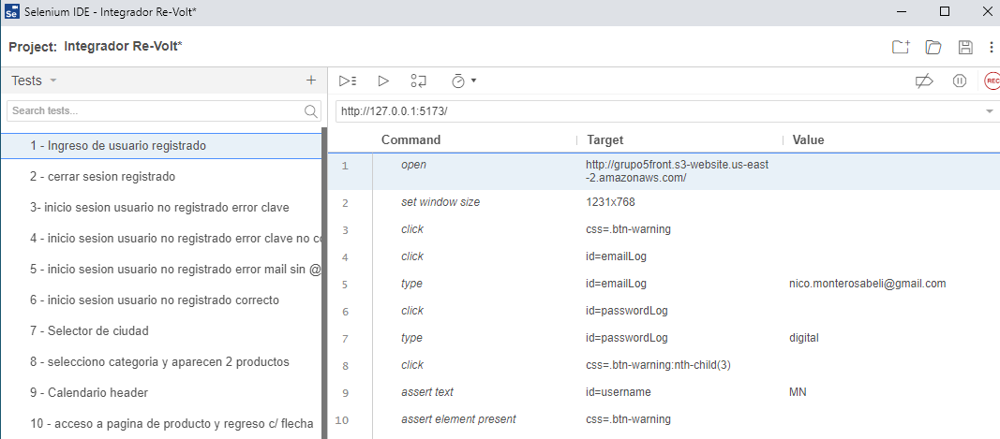 Se Selenium IDE - Integrador Re-Volt*
Project: Integrador Re-Volt*
Tests
REC
Search tests...
http://127.0.0.1:5173/
Command Target Value
1 - Ingreso de usuario registrado
2 - cerrar sesion registrado
3- inicio sesion usuario no registrado error clave
4 - inicio sesion usuario no registrado error clave no co
5 - inicio sesion usuario no registrado error mail sin @
6 - inicio sesion usuario no registrado correcto
7 - Selector de ciudad
8 - selecciono categoria y aparecen 2 productos
9 - Calendario header
10 - acceso a pagina de producto y regreso c/ flecha
1 open http://grupo5front.s3-website.us-east
-2.amazonaws.com/
2 set window size 1231x768
3 click css=.btn-warning
4 click id=emailLog
5 type id=emailLog nico.monterosabeli@gmail.com
6 click id=passwordLog
7 type id=passwordLog digital
8 click css=.btn-warning:nth-child(3)
9 assert text id=username MN
10 assert element present css=.btn-warning